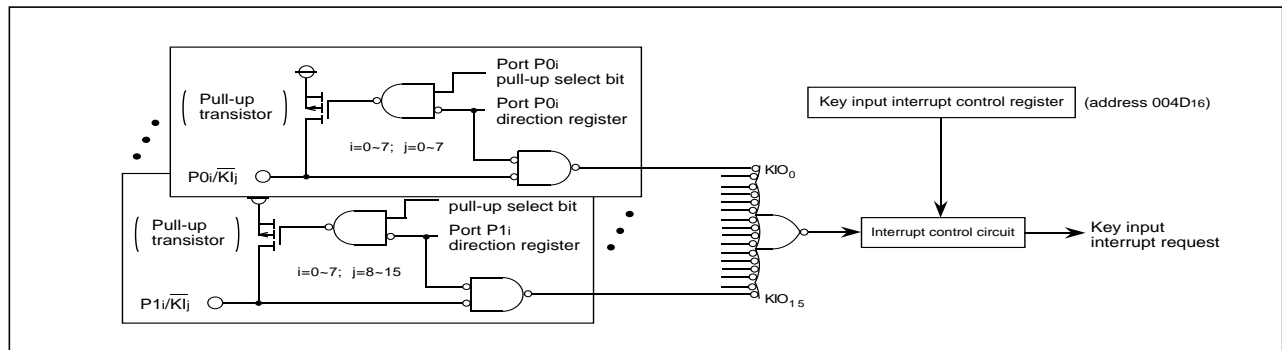 Port P0i
pull-up select bit
Port P0i
direction register
( Pull-up
transistor )
i=0~7; j=0~7
P0i/KIj
pull-up select bit
Port P1i
direction register
( Pull-up
transistor )
i=0~7; j=8~15
P1i/KIj
KIO0
KIO15
Key input interrupt control register
(address 004D16)
Interrupt control circuit
Key input
interrupt request